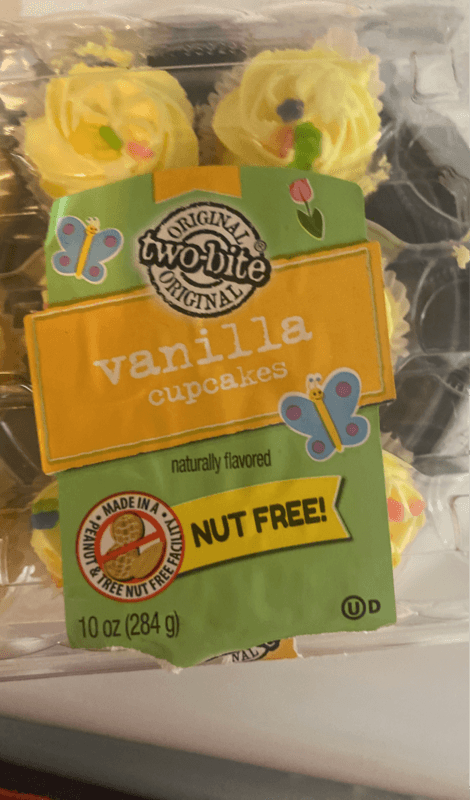 ORIGINAL
two-bite®
ORIGINAL
vanilla
cupcakes
naturally flavored
• MADE IN A •
PEANUT & TREE NUT FREE FACILITY
NUT FREE!
10 oz (284 g)
U D
NAL